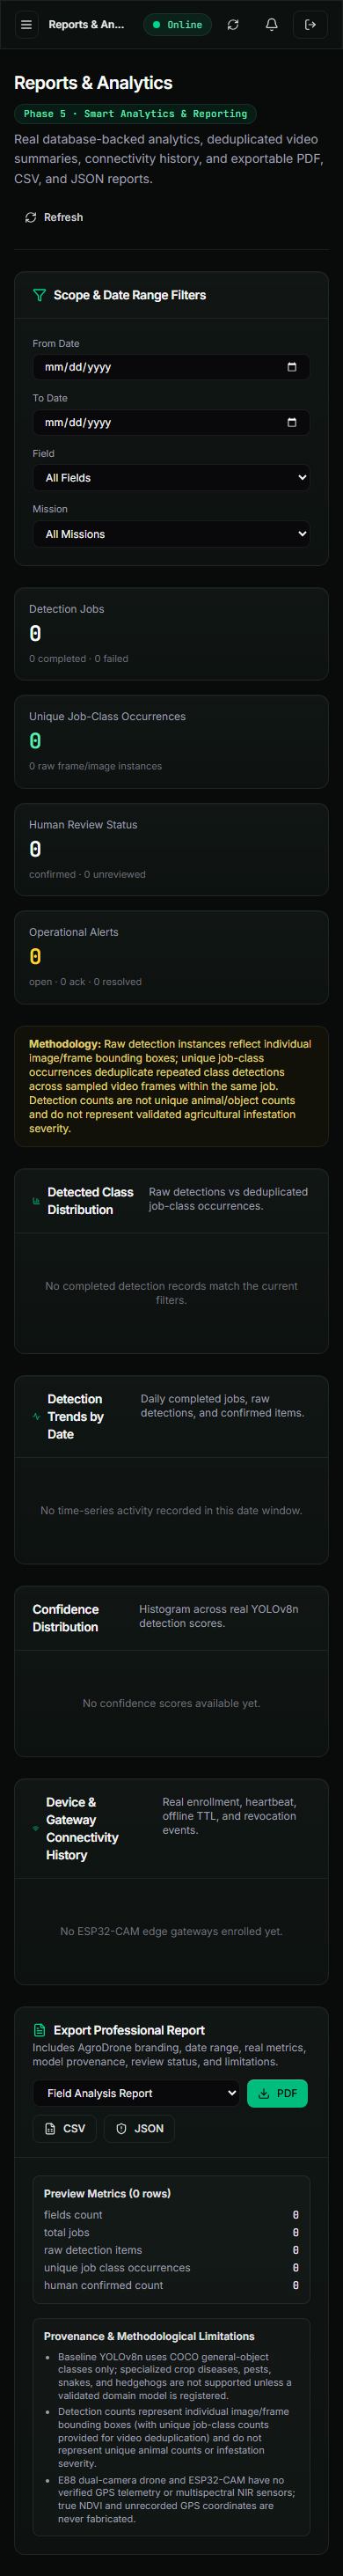 Reports & An...
Online
Reports & Analytics
Phase 5 · Smart Analytics & Reporting
Real database-backed analytics, deduplicated video
summaries, connectivity history, and exportable PDF,
CSV, and JSON reports.
Refresh
Scope & Date Range Filters
From Date
mm/dd/yyyy
To Date
mm/dd/yyyy
Field
All Fields
Mission
All Missions
Detection Jobs
0
0 completed · 0 failed
Unique Job-Class Occurrences
0
0 raw frame/image instances
Human Review Status
0
confirmed · 0 unreviewed
Operational Alerts
0
open · 0 ack · 0 resolved
Methodology: Raw detection instances reflect individual
image/frame bounding boxes; unique job-class
occurrences deduplicate repeated class detections
across sampled video frames within the same job.
Detection counts are not unique animal/object counts
and do not represent validated agricultural infestation
severity.
Detected Class
Distribution
Raw detections vs deduplicated
job-class occurrences.
No completed detection records match the current
filters.
Detection
Trends by
Date
Daily completed jobs, raw
detections, and confirmed items.
No time-series activity recorded in this date window.
Confidence
Distribution
Histogram across real YOLOv8n
detection scores.
No confidence scores available yet.
Device &
Gateway
Connectivity
History
Real enrollment, heartbeat,
offline TTL, and revocation
events.
No ESP32-CAM edge gateways enrolled yet.
Export Professional Report
Includes AgroDrone branding, date range, real metrics,
model provenance, review status, and limitations.
Field Analysis Report
PDF
CSV
JSON
Preview Metrics (0 rows)
fields count 0
total jobs 0
raw detection items 0
unique job class occurrences 0
human confirmed count 0
Provenance & Methodological Limitations
• Baseline YOLOv8n uses COCO general-object
classes only; specialized crop diseases, pests,
snakes, and hedgehogs are not supported unless a
validated domain model is registered.
• Detection counts represent individual image/frame
bounding boxes (with unique job-class counts
provided for video deduplication) and do not
represent unique animal counts or infestation
severity.
• E88 dual-camera drone and ESP32-CAM have no
verified GPS telemetry or multispectral NIR sensors;
true NDVI and unrecorded GPS coordinates are
never fabricated.